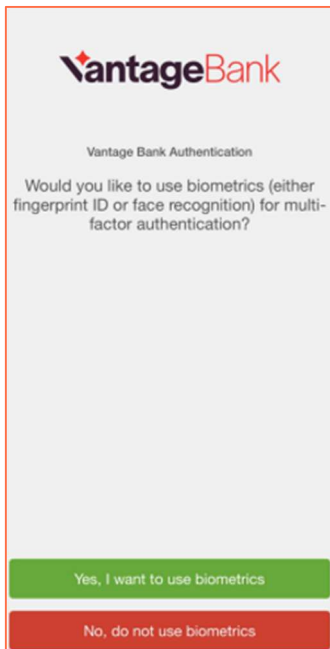 VantageBank
Vantage Bank Authentication
Would you like to use biometrics (either
fingerprint ID or face recognition) for multi-
factor authentication?
Yes, I want to use biometrics
No, do not use biometrics